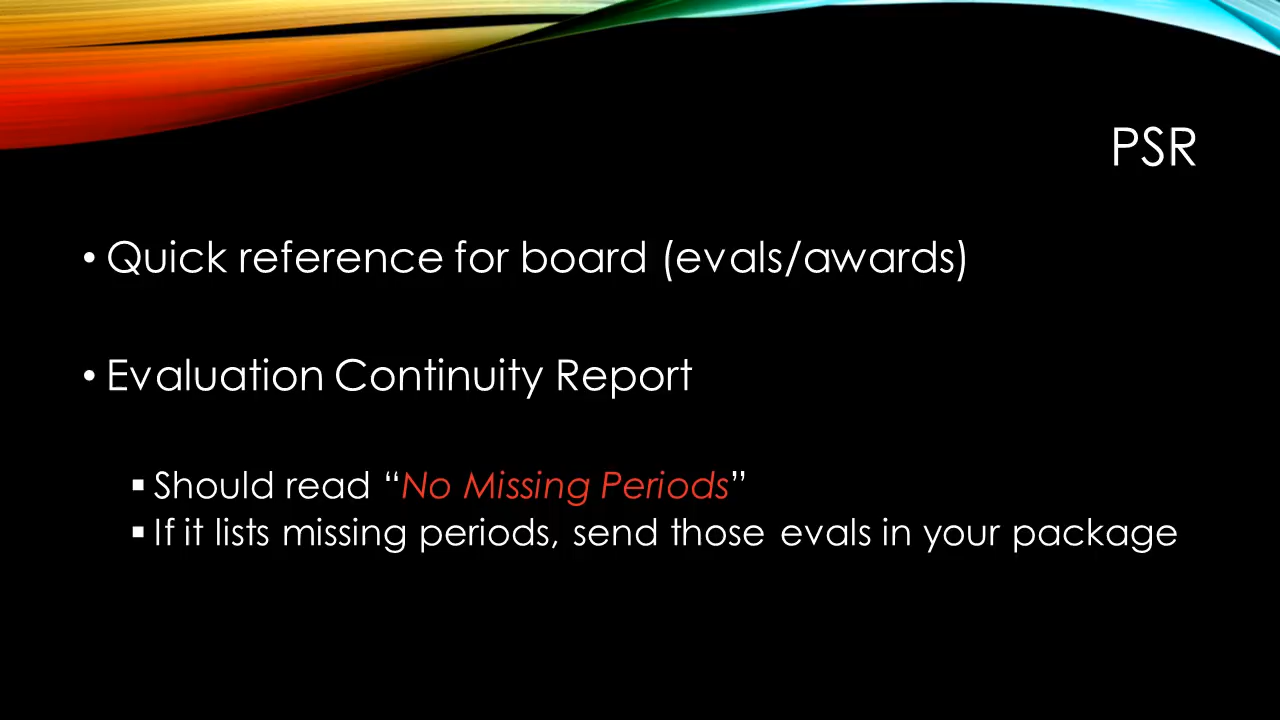 PSR
• Quick reference for board (evals/awards)
• Evaluation Continuity Report
▪ Should read “No Missing Periods”
▪ If it lists missing periods, send those evals in your package